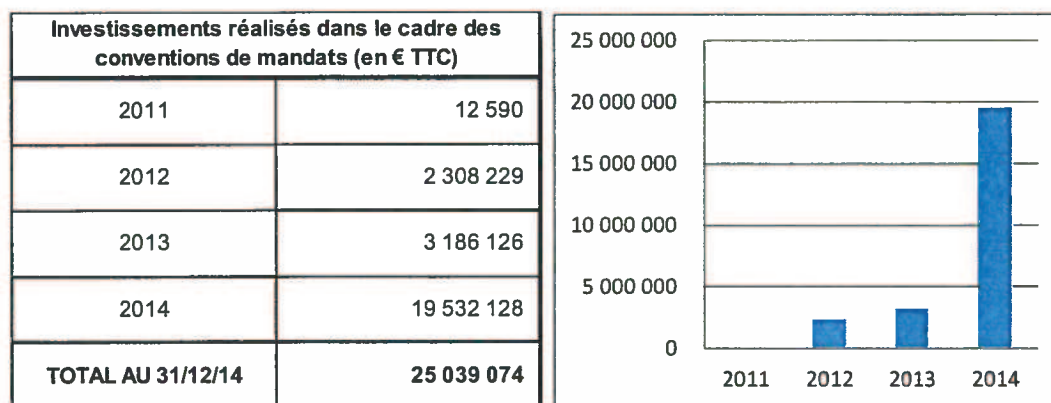 Investissements réalisés dans le cadre des
conventions de mandats (en € TTC)
2011 12 590
2012 2 308 229
2013 3 186 126
2014 19 532 128
TOTAL AU 31/12/14 25 039 074
25 000 000
20 000 000
15 000 000
10 000 000
5 000 000
0
2011 2012 2013 2014